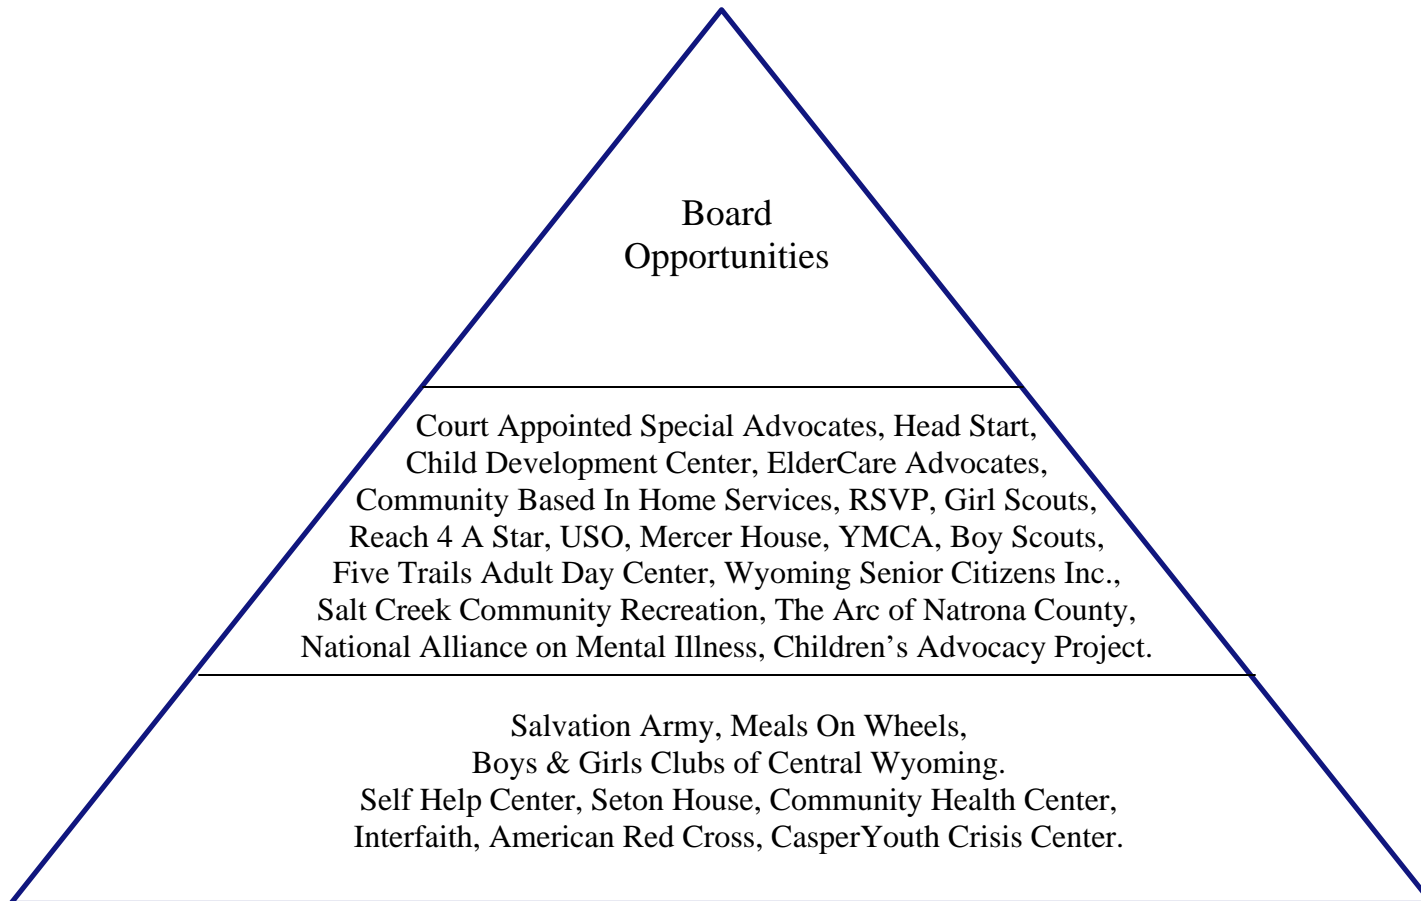 Board
Opportunities
Court Appointed Special Advocates, Head Start,
Child Development Center, ElderCare Advocates,
Community Based In Home Services, RSVP, Girl Scouts,
Reach 4 A Star, USO, Mercer House, YMCA, Boy Scouts,
Five Trails Adult Day Center, Wyoming Senior Citizens Inc.,
Salt Creek Community Recreation, The Arc of Natrona County,
National Alliance on Mental Illness, Children’s Advocacy Project.
Salvation Army, Meals On Wheels,
Boys & Girls Clubs of Central Wyoming.
Self Help Center, Seton House, Community Health Center,
Interfaith, American Red Cross, CasperYouth Crisis Center.